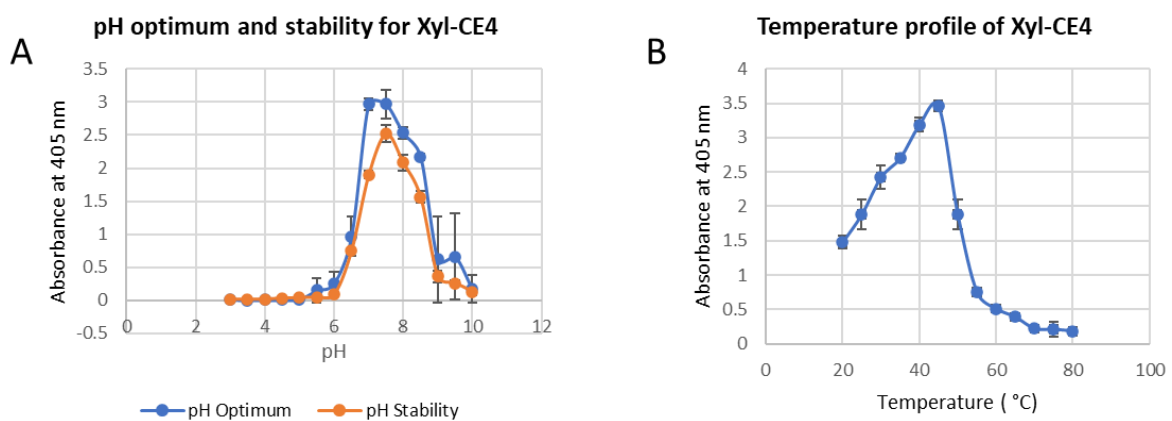 A
pH optimum and stability for Xyl-CE4
Absorbance at 405 nm
3.5
3
2.5
2
1.5
1
0.5
0
-0.5
0 2 4 6 8 10 12
pH
pH Optimum pH Stability
B
Temperature profile of Xyl-CE4
Absorbance at 405 nm
4
3.5
3
2.5
2
1.5
1
0.5
0
0 20 40 60 80 100
Temperature ( °C)